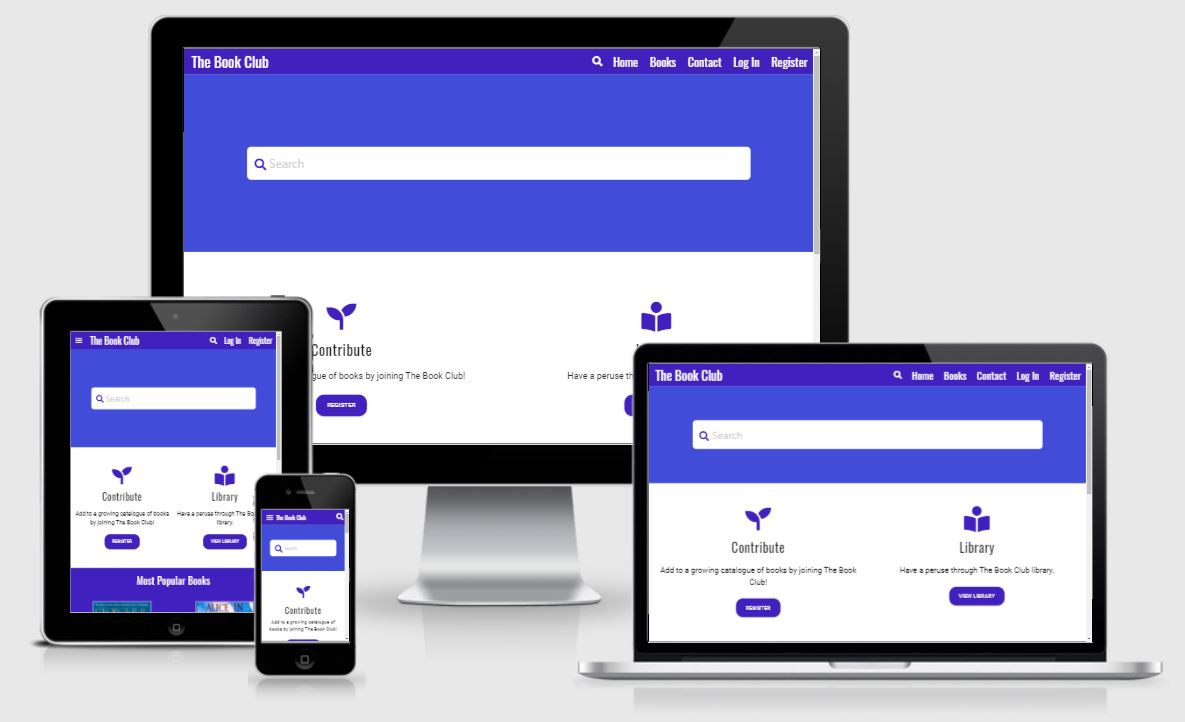 The Book Club
Home Books Contact Log In Register
Search
Contribute
gue of books by joining The Book Club!
Have a peruse th
REGISTER
The Book Club
Log In Register
Search
Contribute
Library
Add to a growing catalogue of books
by joining The Book Club!
Have a peruse through The Bo
library.
REGISTER
VIEW LIBRARY
Most Popular Books
ALICE IN
The Book Club
Search
Contribute
Add to a growing catalogue of
books by joining The Book Club!
The Book Club
Home Books Contact Log In Register
Search
Contribute
Library
Add to a growing catalogue of books by joining The Book
Club!
Have a peruse through The Book Club library.
REGISTER
VIEW LIBRARY